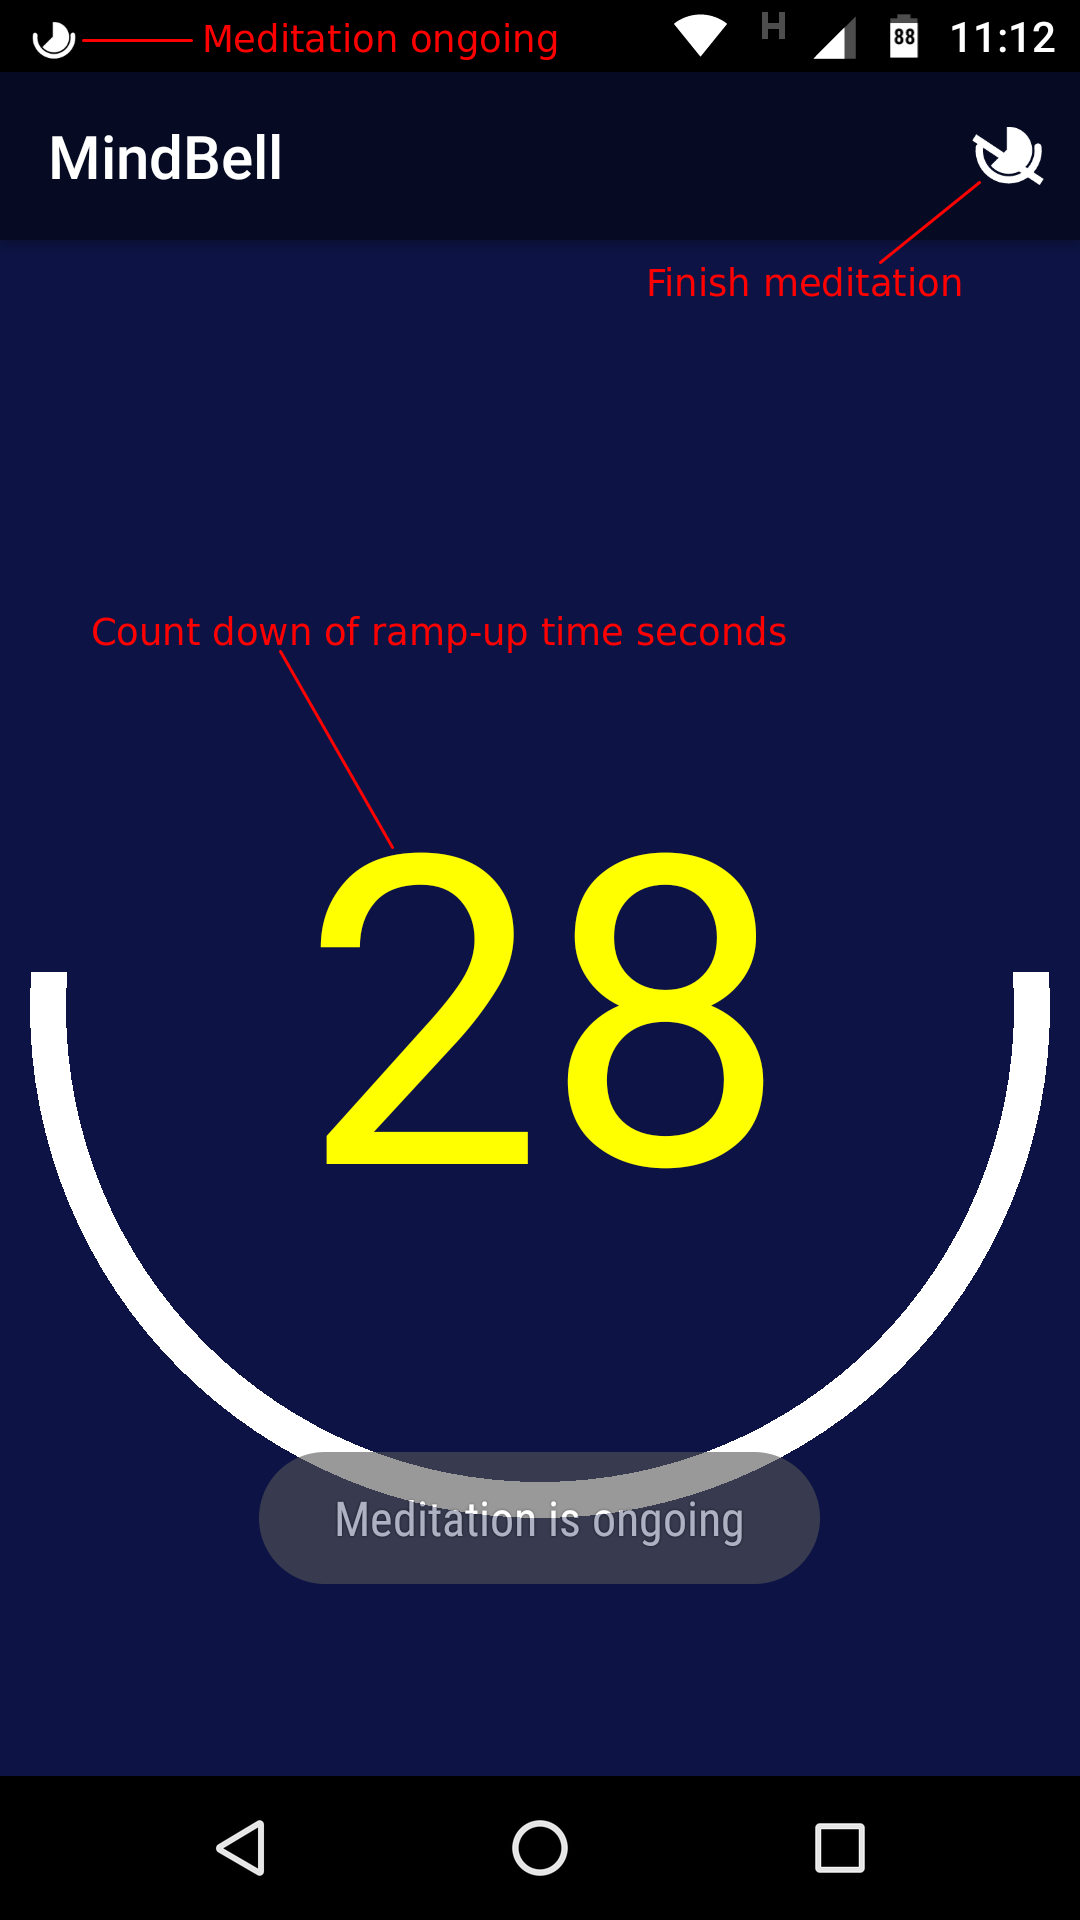 Meditation ongoing
H
88
11:12
MindBell
Finish meditation
Count down of ramp-up time seconds
28
Meditation is ongoing